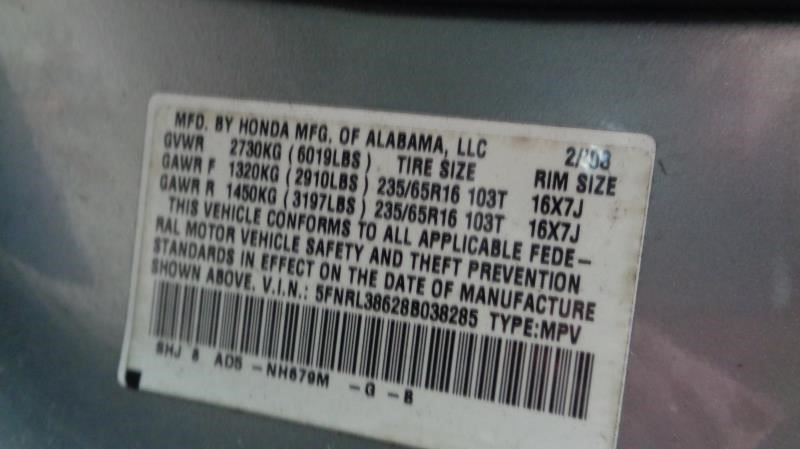 MFD. BY HONDA MFG. OF ALABAMA, LLC 2/08
GVWR 2730KG (6019LBS) TIRE SIZE RIM SIZE
GAWR F 1320KG (2910LBS) 235/65R16 103T 16X7J
GAWR R 1450KG (3197LBS) 235/65R16 103T 16X7J
THIS VEHICLE CONFORMS TO ALL APPLICABLE FEDE-
RAL MOTOR VEHICLE SAFETY AND THEFT PREVENTION
STANDARDS IN EFFECT ON THE DATE OF MANUFACTURE
SHOWN ABOVE. V.I.N.: 5FNRL38628B038285 TYPE:MPV
SHJ 8 AD5 -NH679M -G -B